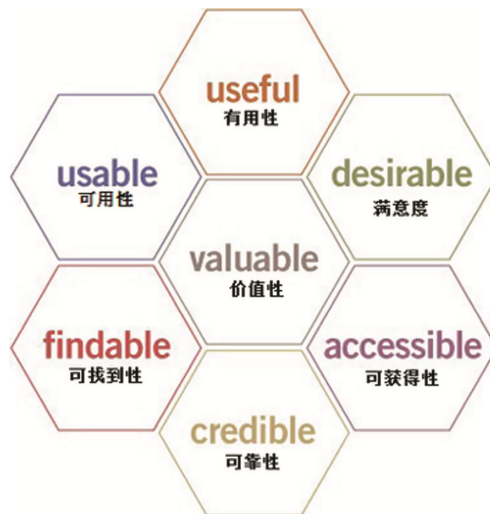 useful
有用性
usable
可用性
desirable
满意度
valuable
价值性
findable
可找到性
accessible
可获得性
credible
可靠性